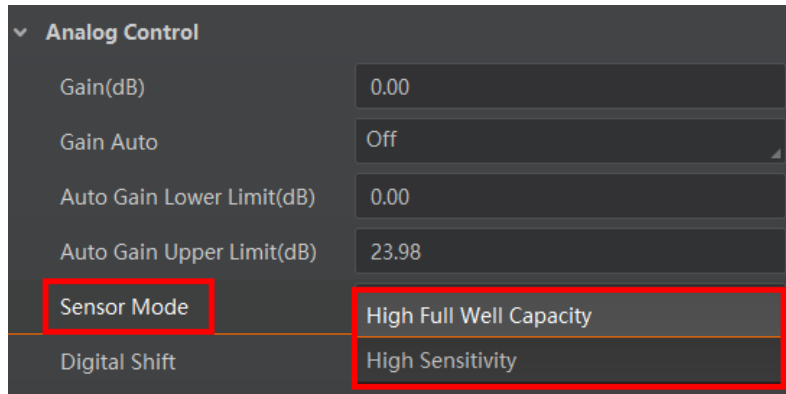 Analog Control
Gain(dB) 0.00
Gain Auto Off
Auto Gain Lower Limit(dB) 0.00
Auto Gain Upper Limit(dB) 23.98
Sensor Mode High Full Well Capacity
Digital Shift High Sensitivity